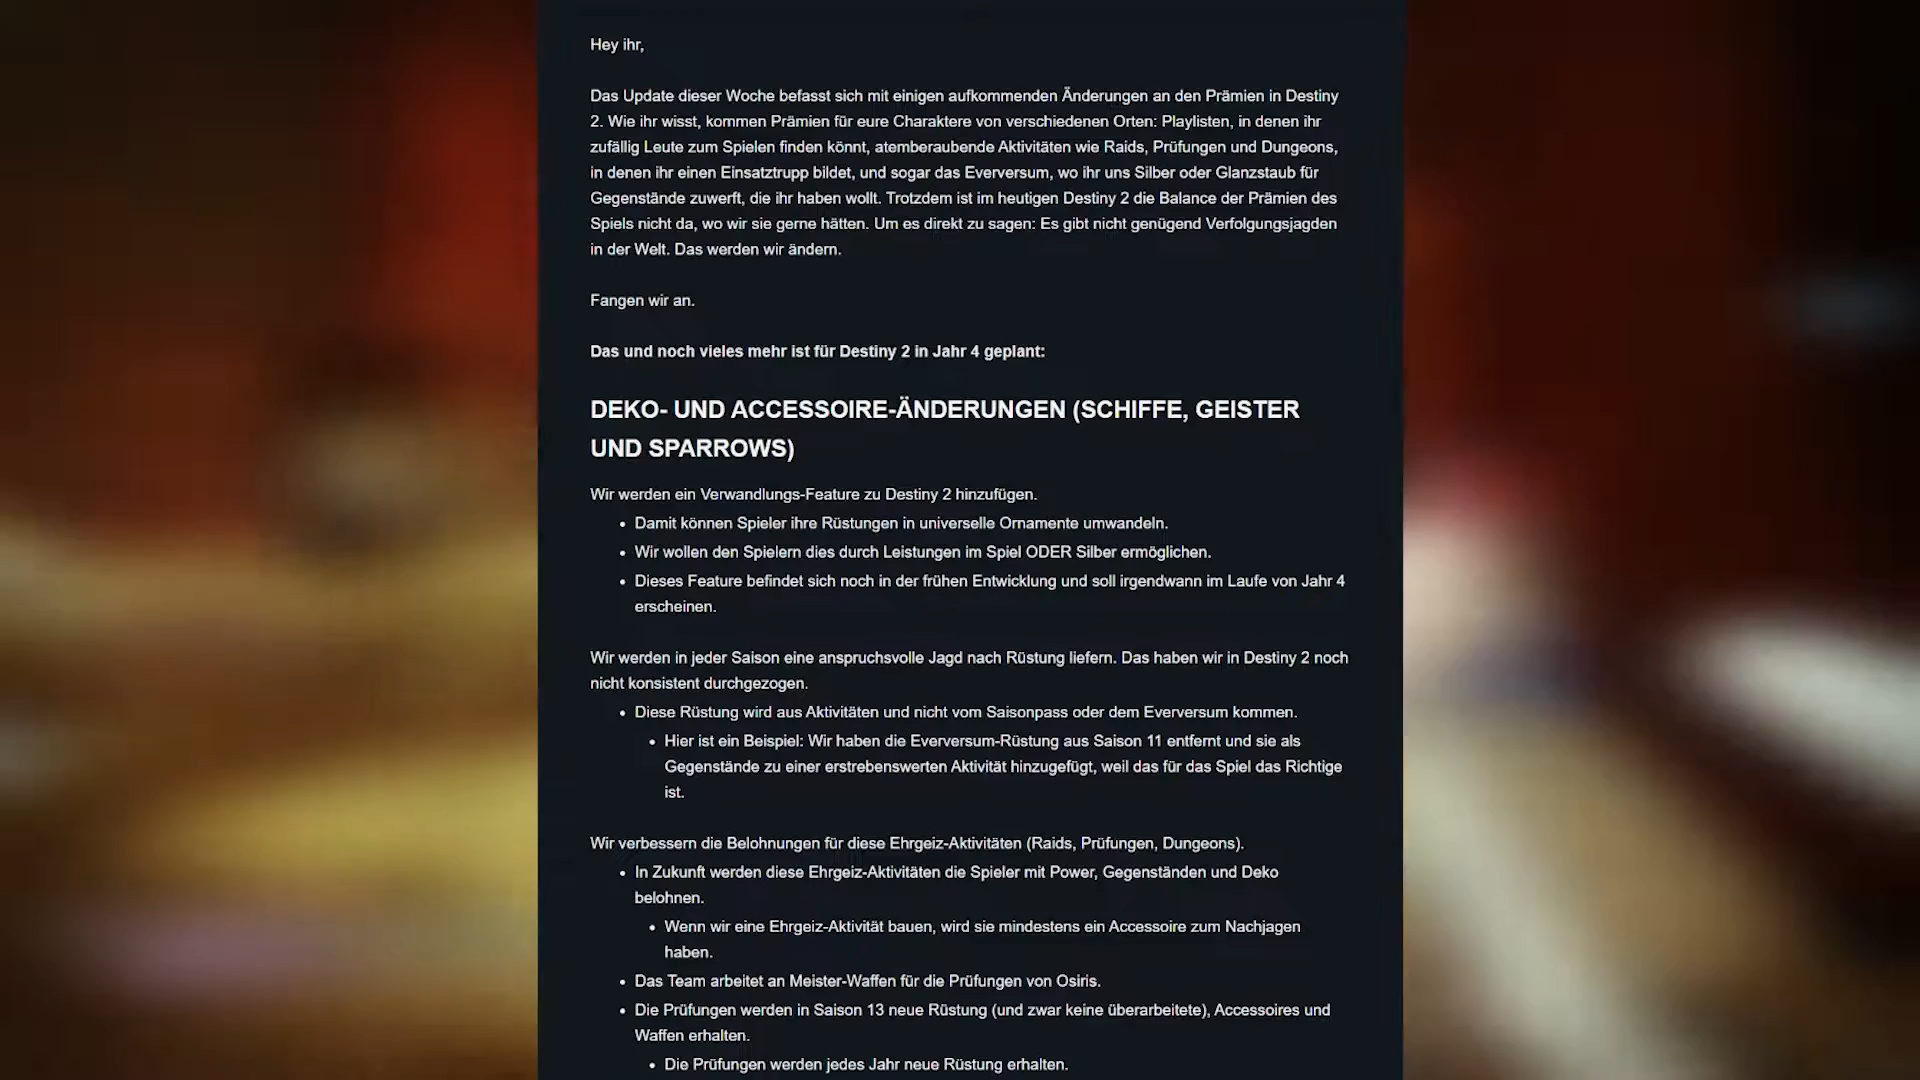 Hey ihr,
Das Update dieser Woche befasst sich mit einigen aufkommenden Änderungen an den Prämien in Destiny
2. Wie ihr wisst, kommen Prämien für eure Charaktere von verschiedenen Orten: Playlisten, in denen ihr
zufällig Leute zum Spielen finden könnt, atemberaubende Aktivitäten wie Raids, Prüfungen und Dungeons,
in denen ihr einen Einsatztrupp bildet, und sogar das Everversum, wo ihr uns Silber oder Glanzstaub für
Gegenstände zuwerft, die ihr haben wollt. Trotzdem ist im heutigen Destiny 2 die Balance der Prämien des
Spiels nicht da, wo wir sie gerne hätten. Um es direkt zu sagen: Es gibt nicht genügend Verfolgungsjagden
in der Welt. Das werden wir ändern.
Fangen wir an.
Das und noch vieles mehr ist für Destiny 2 in Jahr 4 geplant:
DEKO- UND ACCESSOIRE-ÄNDERUNGEN (SCHIFFE, GEISTER
UND SPARROWS)
Wir werden ein Verwandlungs-Feature zu Destiny 2 hinzufügen.
• Damit können Spieler ihre Rüstungen in universelle Ornamente umwandeln.
• Wir wollen den Spielern dies durch Leistungen im Spiel ODER Silber ermöglichen.
• Dieses Feature befindet sich noch in der frühen Entwicklung und soll irgendwann im Laufe von Jahr 4
erscheinen.
Wir werden in jeder Saison eine anspruchsvolle Jagd nach Rüstung liefern. Das haben wir in Destiny 2 noch
nicht konsistent durchgezogen.
• Diese Rüstung wird aus Aktivitäten und nicht vom Saisonpass oder dem Everversum kommen.
• Hier ist ein Beispiel: Wir haben die Everversum-Rüstung aus Saison 11 entfernt und sie als
Gegenstände zu einer erstrebenswerten Aktivität hinzugefügt, weil das für das Spiel das Richtige
ist.
Wir verbessern die Belohnungen für diese Ehrgeiz-Aktivitäten (Raids, Prüfungen, Dungeons).
• In Zukunft werden diese Ehrgeiz-Aktivitäten die Spieler mit Power, Gegenständen und Deko
belohnen.
• Wenn wir eine Ehrgeiz-Aktivität bauen, wird sie mindestens ein Accessoire zum Nachjagen
haben.
• Das Team arbeitet an Meister-Waffen für die Prüfungen von Osiris.
• Die Prüfungen werden in Saison 13 neue Rüstung (und zwar keine überarbeitete), Accessoires und
Waffen erhalten.
• Die Prüfungen werden jedes Jahr neue Rüstung erhalten.